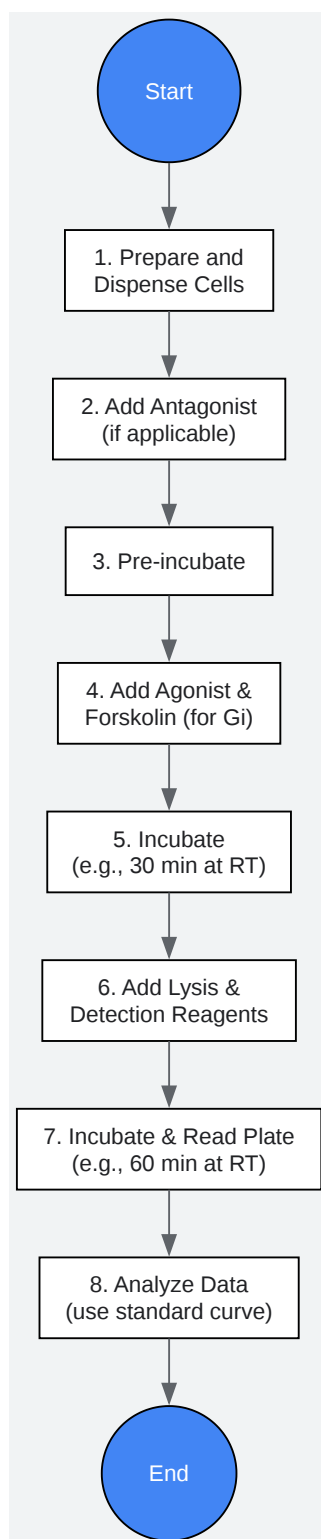 Start
1. Prepare and
Dispense Cells
2. Add Antagonist
(if applicable)
3. Pre-incubate
4. Add Agonist &
Forskolin (for Gi)
5. Incubate
(e.g., 30 min at RT)
6. Add Lysis &
Detection Reagents
7. Incubate & Read Plate
(e.g., 60 min at RT)
8. Analyze Data
(use standard curve)
End